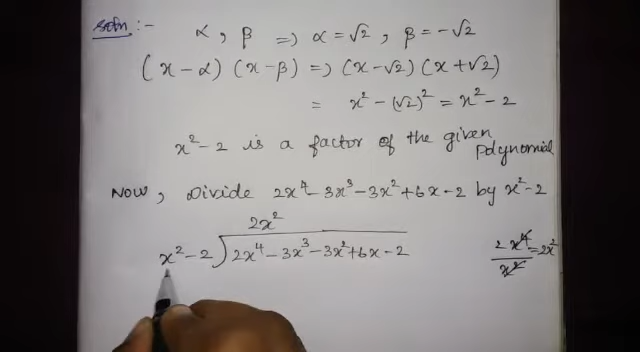 soln :-
α , β => α = √2 , β = -√2
(x - α) (x - β) => (x - √2) (x + √2)
= x² - (√2)² = x² - 2
x² - 2 is a factor of the given polynomial
Now, Divide 2x⁴ - 3x³ - 3x² + 6x - 2 by x² - 2
2x²
x² - 2 ) 2x⁴ - 3x³ - 3x² + 6x - 2
2x⁴/x² = 2x²